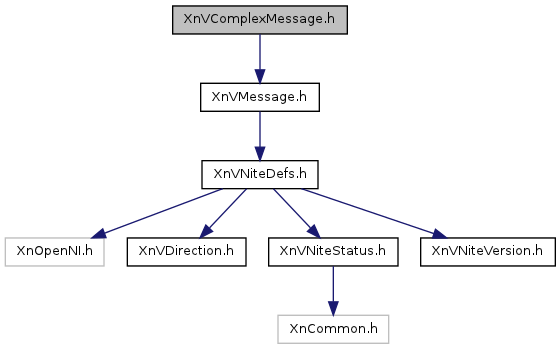 XnVComplexMessage.h
XnVMessage.h
XnVNiteDefs.h
XnOpenNI.h
XnVDirection.h
XnVNiteStatus.h
XnVNiteVersion.h
XnCommon.h